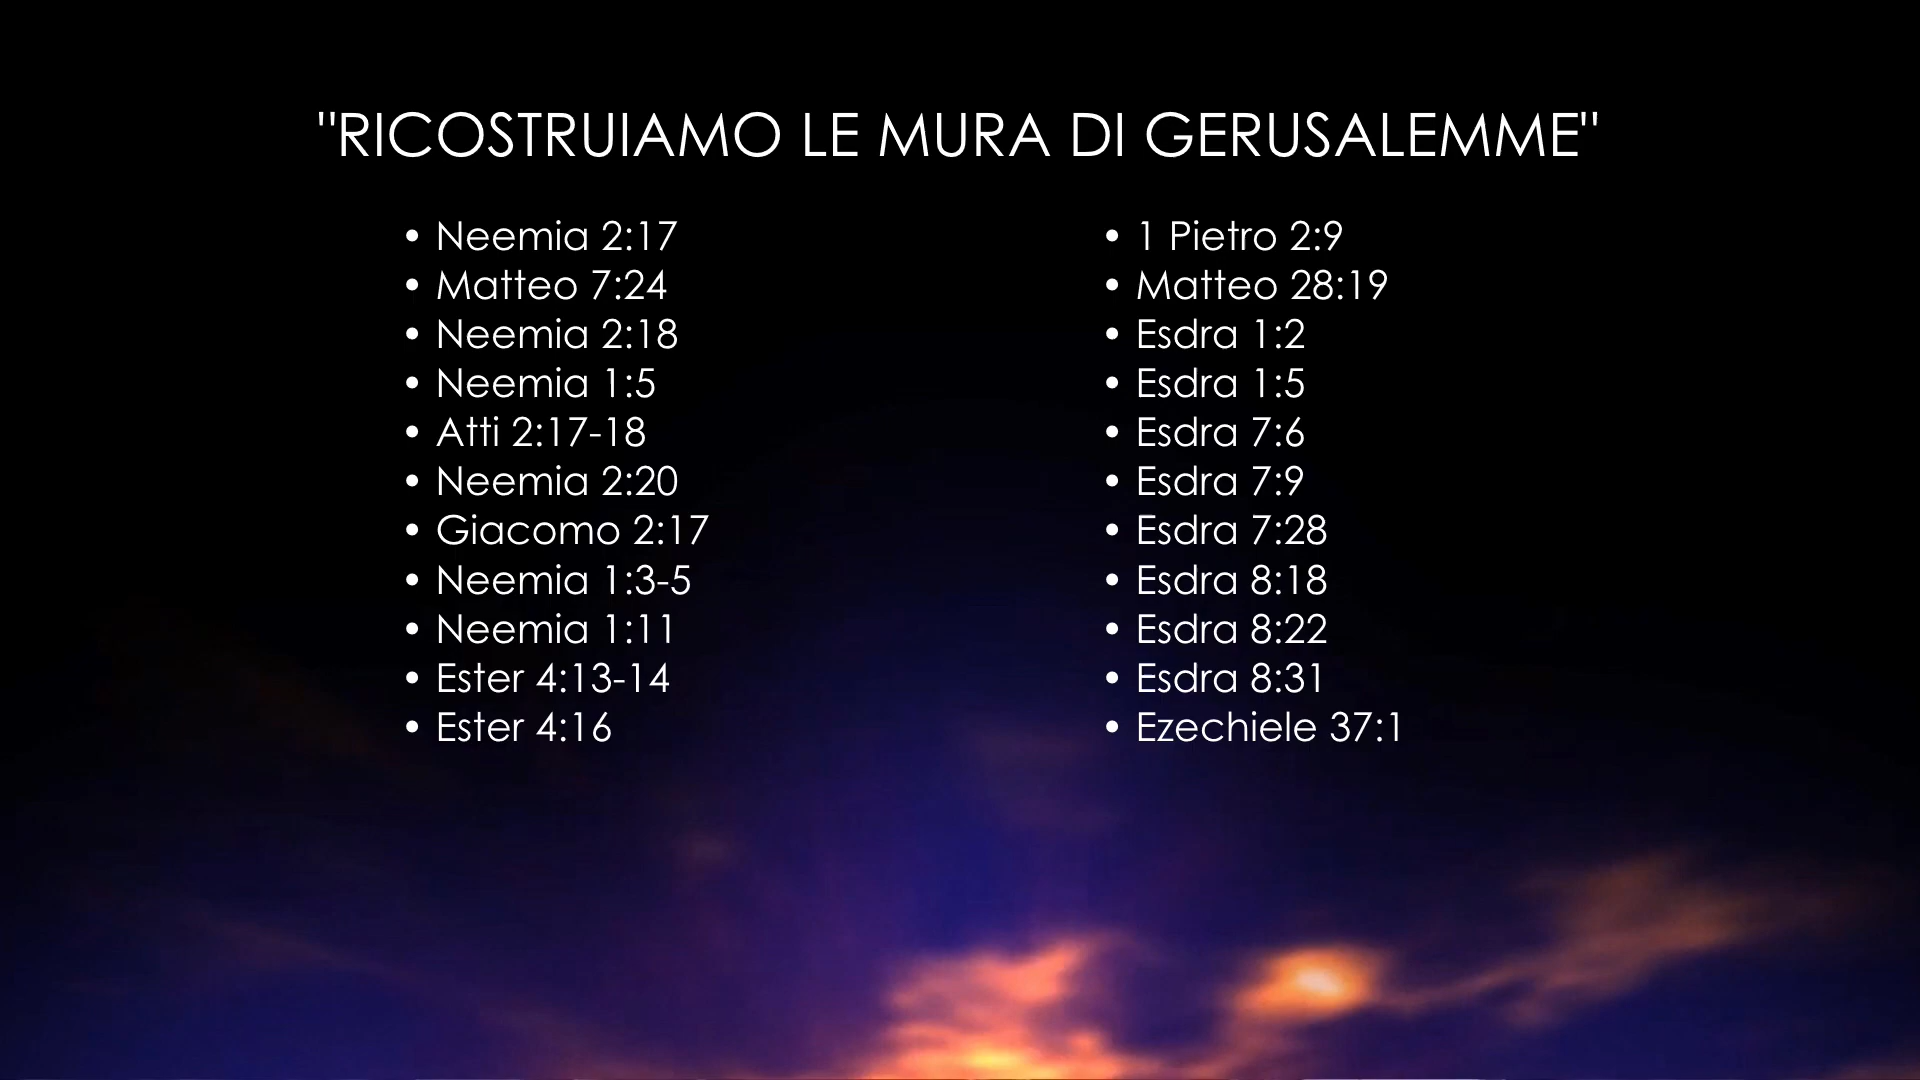 "RICOSTRUIAMO LE MURA DI GERUSALEMME"
• Neemia 2:17
• Matteo 7:24
• Neemia 2:18
• Neemia 1:5
• Atti 2:17-18
• Neemia 2:20
• Giacomo 2:17
• Neemia 1:3-5
• Neemia 1:11
• Ester 4:13-14
• Ester 4:16
• 1 Pietro 2:9
• Matteo 28:19
• Esdra 1:2
• Esdra 1:5
• Esdra 7:6
• Esdra 7:9
• Esdra 7:28
• Esdra 8:18
• Esdra 8:22
• Esdra 8:31
• Ezechiele 37:1